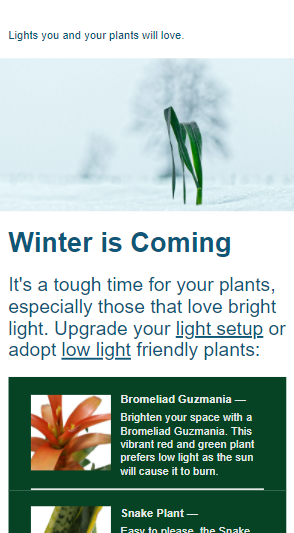 Lights you and your plants will love.
Winter is Coming
It's a tough time for your plants,
especially those that love bright
light. Upgrade your light setup or
adopt low light friendly plants:
Bromeliad Guzmania —
Brighten your space with a
Bromeliad Guzmania. This
vibrant red and green plant
prefers low light as the sun
will cause it to burn.
Snake Plant —
Easy to please, the Snake